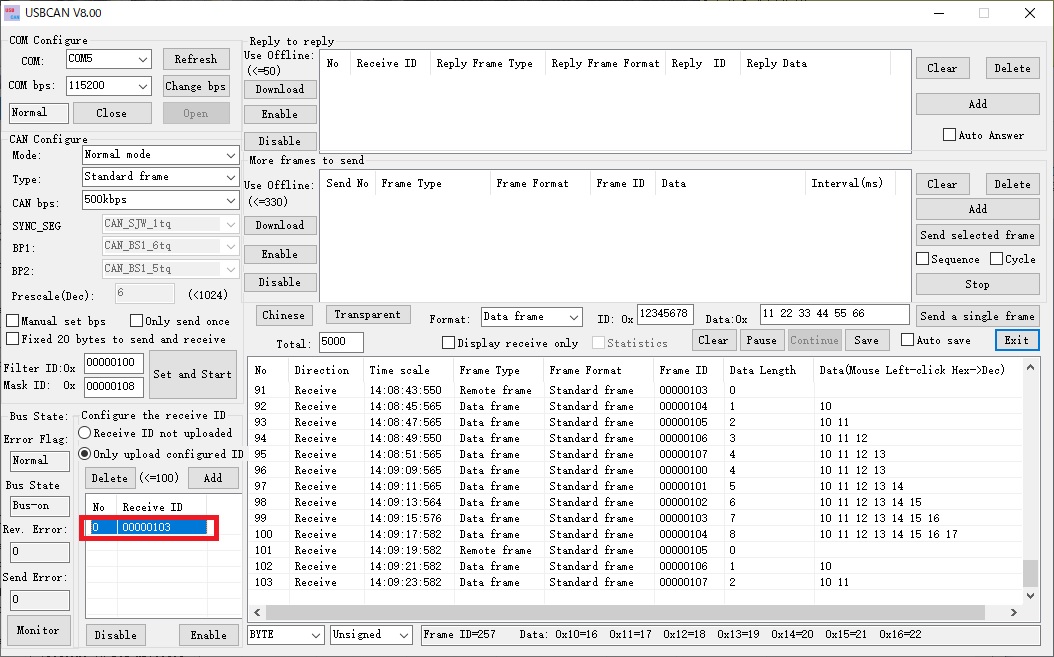 USBCAN V8.00
COM Configure
COM: COM5 Refresh
COM bps: 115200 Change bps
Normal Close Open
CAN Configure
Mode: Normal mode
Type: Standard frame
CAN bps: 500kbps
SYNC_SEG CAN_SJW_1tq
BP1: CAN_BS1_6tq
BP2: CAN_BS1_5tq
Prescale(Dec): 6 (<1024)
Manual set bps Only send once
Fixed 20 bytes to send and receive
Filter ID:0x 00000100
Mask ID: 0x 00000108
Set and Start
Bus State:
Error Flag:
Normal
Bus State
Bus-on
Rev. Error:
0
Send Error:
0
Monitor
Configure the receive ID
Receive ID not uploaded
Only upload configured ID
Delete (<=100) Add
No Receive ID
0 00000103
Disable Enable
Reply to reply
Use Offline:
(<=50)
Download
Enable
Disable
No Receive ID Reply Frame Type Reply Frame Format Reply ID Reply Data
Clear Delete
Add
Auto Answer
More frames to send
Use Offline:
(<=330)
Download
Enable
Disable
Send No Frame Type Frame Format Frame ID Data Interval(ms)
Clear Delete
Add
Send selected frame
Sequence Cycle
Stop
Chinese Transparent Format: Data frame ID: 0x 12345678 Data:0x 11 22 33 44 55 66 Send a single frame
Total: 5000 Display receive only Statistics Clear Pause Continue Save Auto save Exit
No Direction Time scale Frame Type Frame Format Frame ID Data Length Data(Mouse Left-click Hex->Dec)
91 Receive 14:08:43:550 Remote frame Standard frame 00000103 0
92 Receive 14:08:45:565 Data frame Standard frame 00000104 1 10
93 Receive 14:08:47:565 Data frame Standard frame 00000105 2 10 11
94 Receive 14:08:49:550 Data frame Standard frame 00000106 3 10 11 12
95 Receive 14:08:51:565 Data frame Standard frame 00000107 4 10 11 12 13
96 Receive 14:09:09:565 Data frame Standard frame 00000100 4 10 11 12 13
97 Receive 14:09:11:565 Data frame Standard frame 00000101 5 10 11 12 13 14
98 Receive 14:09:13:564 Data frame Standard frame 00000102 6 10 11 12 13 14 15
99 Receive 14:09:15:576 Data frame Standard frame 00000103 7 10 11 12 13 14 15 16
100 Receive 14:09:17:582 Data frame Standard frame 00000104 8 10 11 12 13 14 15 16 17
101 Receive 14:09:19:582 Remote frame Standard frame 00000105 0
102 Receive 14:09:21:582 Data frame Standard frame 00000106 1 10
103 Receive 14:09:23:582 Data frame Standard frame 00000107 2 10 11
BYTE Unsigned Frame ID=257 Data: 0x10=16 0x11=17 0x12=18 0x13=19 0x14=20 0x15=21 0x16=22